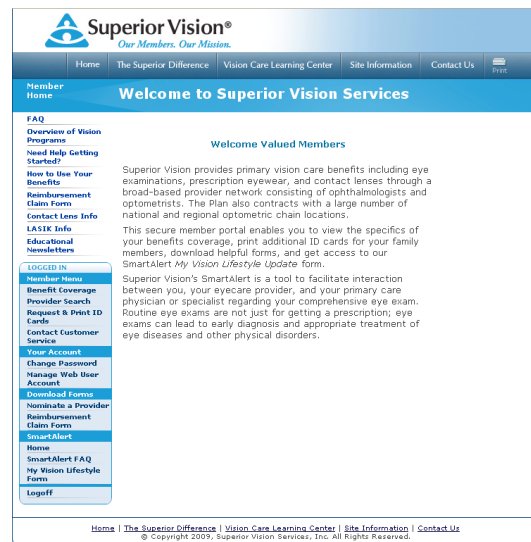 Superior Vision®
Our Members. Our Mission.
Home
The Superior Difference
Vision Care Learning Center
Site Information
Contact Us
Print
Member
Home
Welcome to Superior Vision Services
FAQ
Overview of Vision
Programs
Need Help Getting
Started?
How to Use Your
Benefits
Reimbursement
Claim Form
Contact Lens Info
LASIK Info
Educational
Newsletters
LOGGED IN
Member Menu
Benefit Coverage
Provider Search
Request & Print ID
Cards
Contact Customer
Service
Your Account
Change Password
Manage Web User
Account
Download Forms
Nominate a Provider
Reimbursement
Claim Form
SmartAlert
Home
SmartAlert FAQ
My Vision Lifestyle
Form
Logoff
Welcome Valued Members
Superior Vision provides primary vision care benefits including eye
examinations, prescription eyewear, and contact lenses through a
broad-based provider network consisting of ophthalmologists and
optometrists. The Plan also contracts with a large number of
national and regional optometric chain locations.
This secure member portal enables you to view the specifics of
your benefits coverage, print additional ID cards for your family
members, download helpful forms, and get access to our
SmartAlert My Vision Lifestyle Update form.
Superior Vision's SmartAlert is a tool to facilitate interaction
between you, your eyecare provider, and your primary care
physician or specialist regarding your comprehensive eye exam.
Routine eye exams are not just for getting a prescription; eye
exams can lead to early diagnosis and appropriate treatment of
eye diseases and other physical disorders.
Home | The Superior Difference | Vision Care Learning Center | Site Information | Contact Us
© Copyright 2009, Superior Vision Services, Inc. All Rights Reserved.